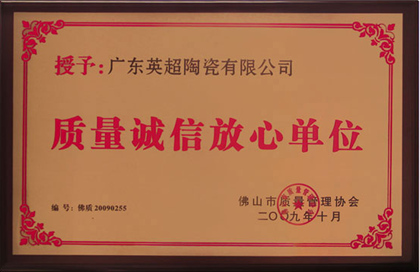 授予:广东英超陶瓷有限公司
质量诚信放心单位
佛山市质量管理协会
编 号: 佛质 20090255
二〇〇九年十月